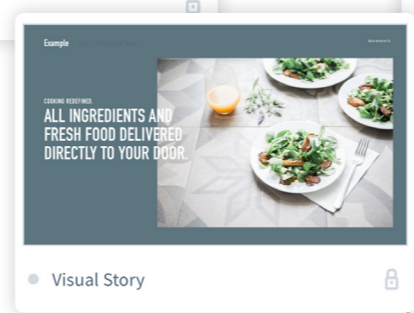 Example
COOKING REDEFINED.
ALL INGREDIENTS AND
FRESH FOOD DELIVERED
DIRECTLY TO YOUR DOOR.
Visual Story